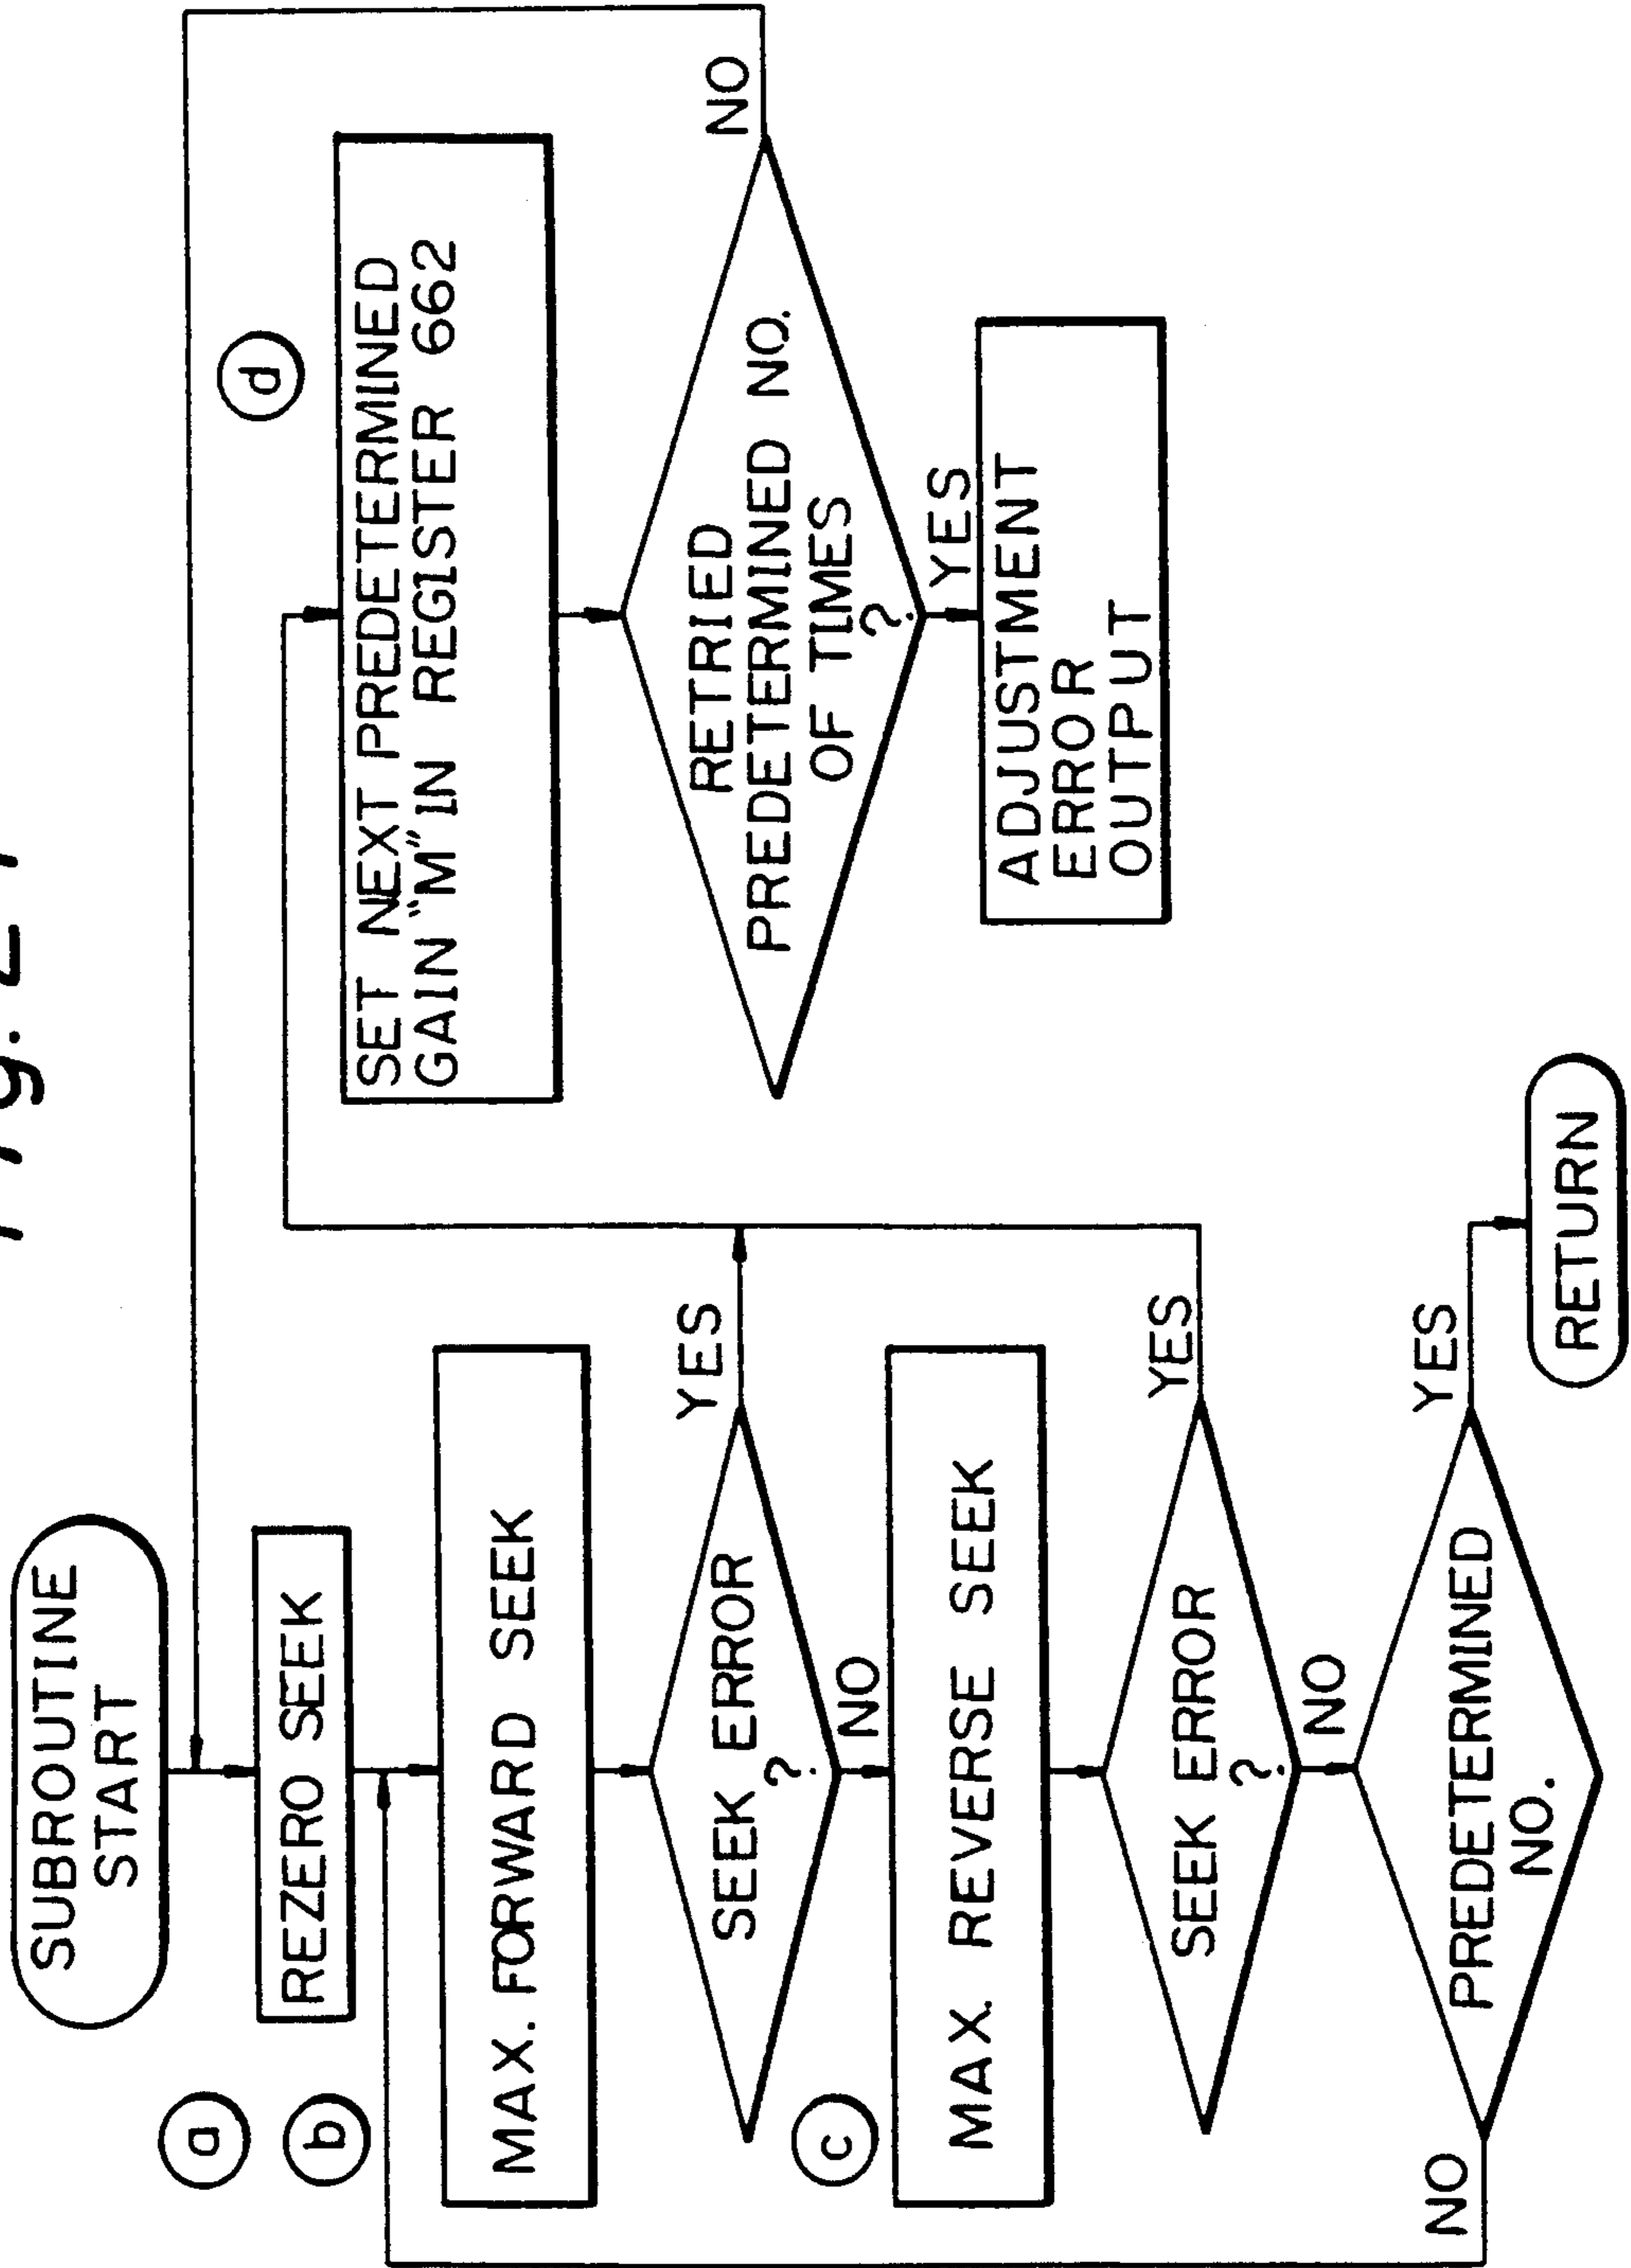 SUBROUTINE
START
a
REZERO SEEK
b
MAX. FORWARD SEEK
SEEK ERROR
?
YES
NO
c
MAX. REVERSE SEEK
SEEK ERROR
?
YES
NO
PREDETERMINED
NO.
YES
NO
RETURN
d
SET NEXT PREDETERMINED
GAIN "M" IN REGISTER 662
RETRIED
PREDETERMINED NO.
OF TIMES
?
NO
YES
ADJUSTMENT
ERROR
OUTPUT